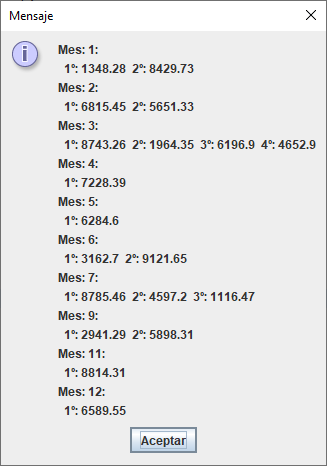 Mensaje
Mes: 1:
1º: 1348.28 2º: 8429.73
Mes: 2:
1º: 6815.45 2º: 5651.33
Mes: 3:
1º: 8743.26 2º: 1964.35 3º: 6196.9 4º: 4652.9
Mes: 4:
1º: 7228.39
Mes: 5:
1º: 6284.6
Mes: 6:
1º: 3162.7 2º: 9121.65
Mes: 7:
1º: 8785.46 2º: 4597.2 3º: 1116.47
Mes: 9:
1º: 2941.29 2º: 5898.31
Mes: 11:
1º: 8814.31
Mes: 12:
1º: 6589.55
Aceptar